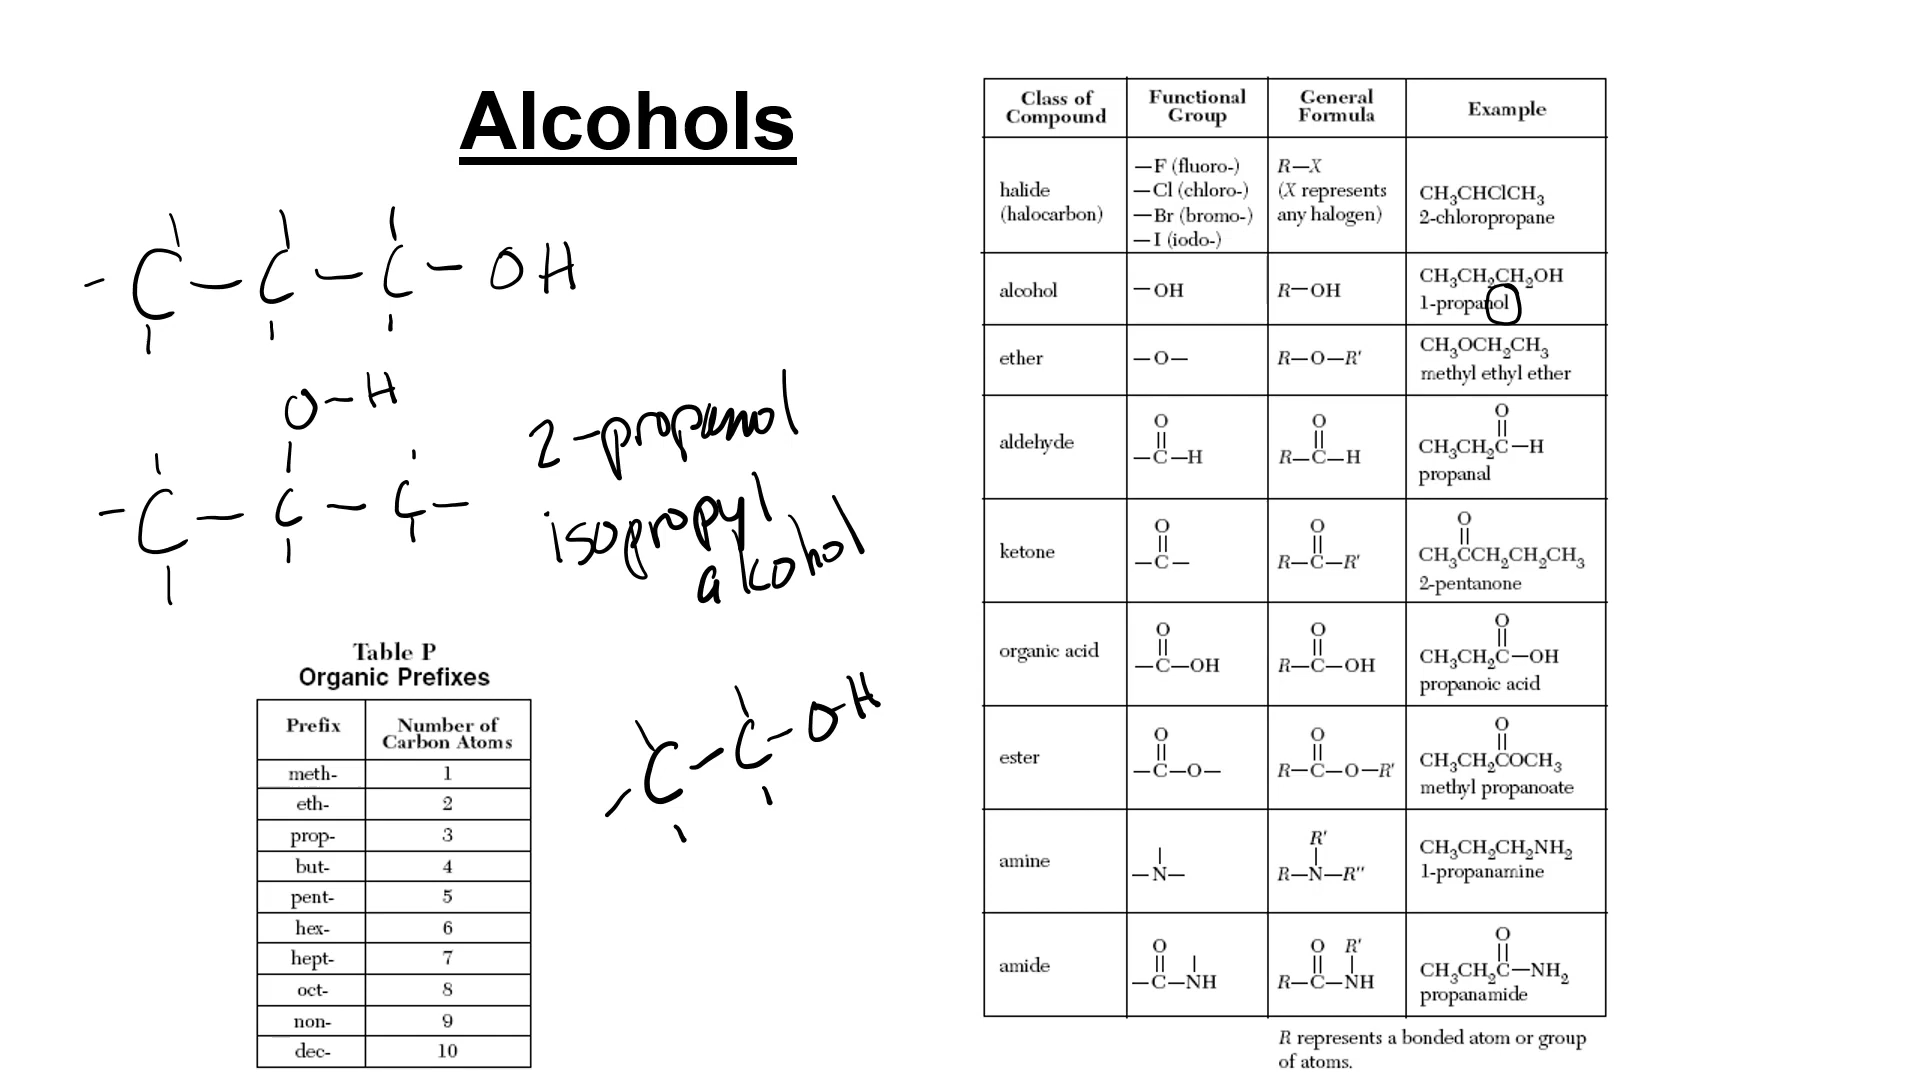 Alcohols
- C - C - C - OH
O-H
- C - C - C -
2-propanol
isopropyl
alcohol
C - C - O-H
Table P
Organic Prefixes
Prefix Number of
Carbon Atoms
meth- 1
eth- 2
prop- 3
but- 4
pent- 5
hex- 6
hept- 7
oct- 8
non- 9
dec- 10
Class of Functional General Example
Compound Group Formula
halide
(halocarbon)
—F (fluoro-)
—Cl (chloro-)
—Br (bromo-)
—I (iodo-)
R—X
(X represents
any halogen)
CH₃CHClCH₃
2-chloropropane
alcohol
—OH
R—OH
CH₃CH₂CH₂OH
1-propanol
ether
—O—
R—O—R′
CH₃OCH₂CH₃
methyl ethyl ether
aldehyde
O
||
—C—H
O
||
R—C—H
O
||
CH₃CH₂C—H
propanal
ketone
O
||
—C—
O
||
R—C—R′
O
||
CH₃CCH₂CH₂CH₃
2-pentanone
organic acid
O
||
—C—OH
O
||
R—C—OH
O
||
CH₃CH₂C—OH
propanoic acid
ester
O
||
—C—O—
O
||
R—C—O—R′
O
||
CH₃CH₂COCH₃
methyl propanoate
amine
|
—N—
R′
|
R—N—R″
CH₃CH₂CH₂NH₂
1-propanamine
amide
O
|| |
—C—NH
O R′
|| |
R—C—NH
O
||
CH₃CH₂C—NH₂
propanamide
R represents a bonded atom or group
of atoms.